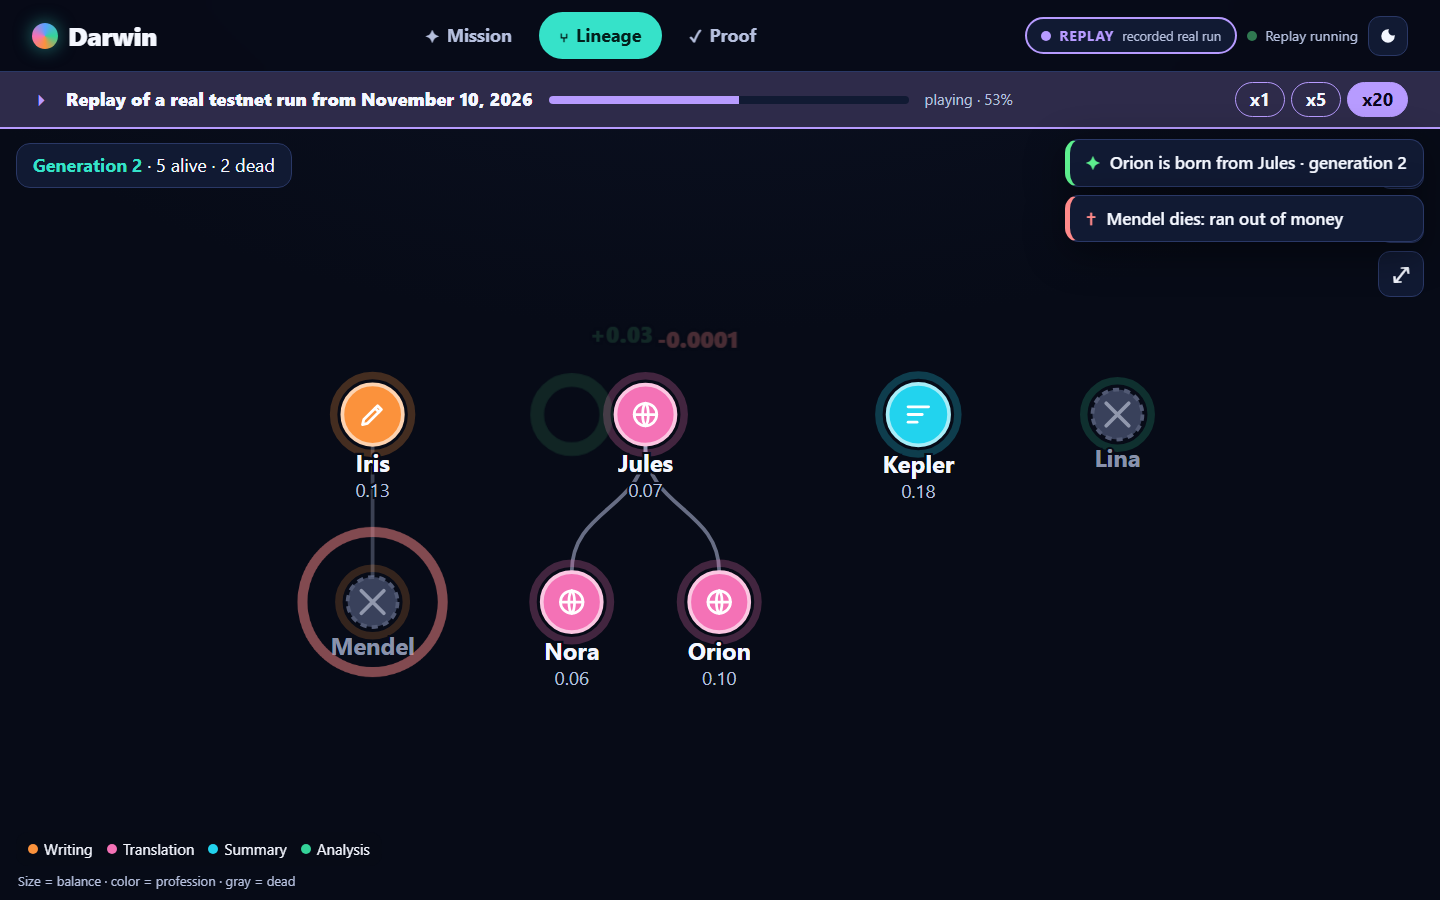 Darwin
Mission
Lineage
Proof
REPLAY recorded real run
Replay running
Replay of a real testnet run from November 10, 2026
playing · 53%
x1
x5
x20
Generation 2 · 5 alive · 2 dead
Orion is born from Jules · generation 2
Mendel dies: ran out of money
+0.03
-0.0001
Iris
0.13
Jules
0.07
Kepler
0.18
Lina
Mendel
Nora
0.06
Orion
0.10
Writing
Translation
Summary
Analysis
Size = balance · color = profession · gray = dead